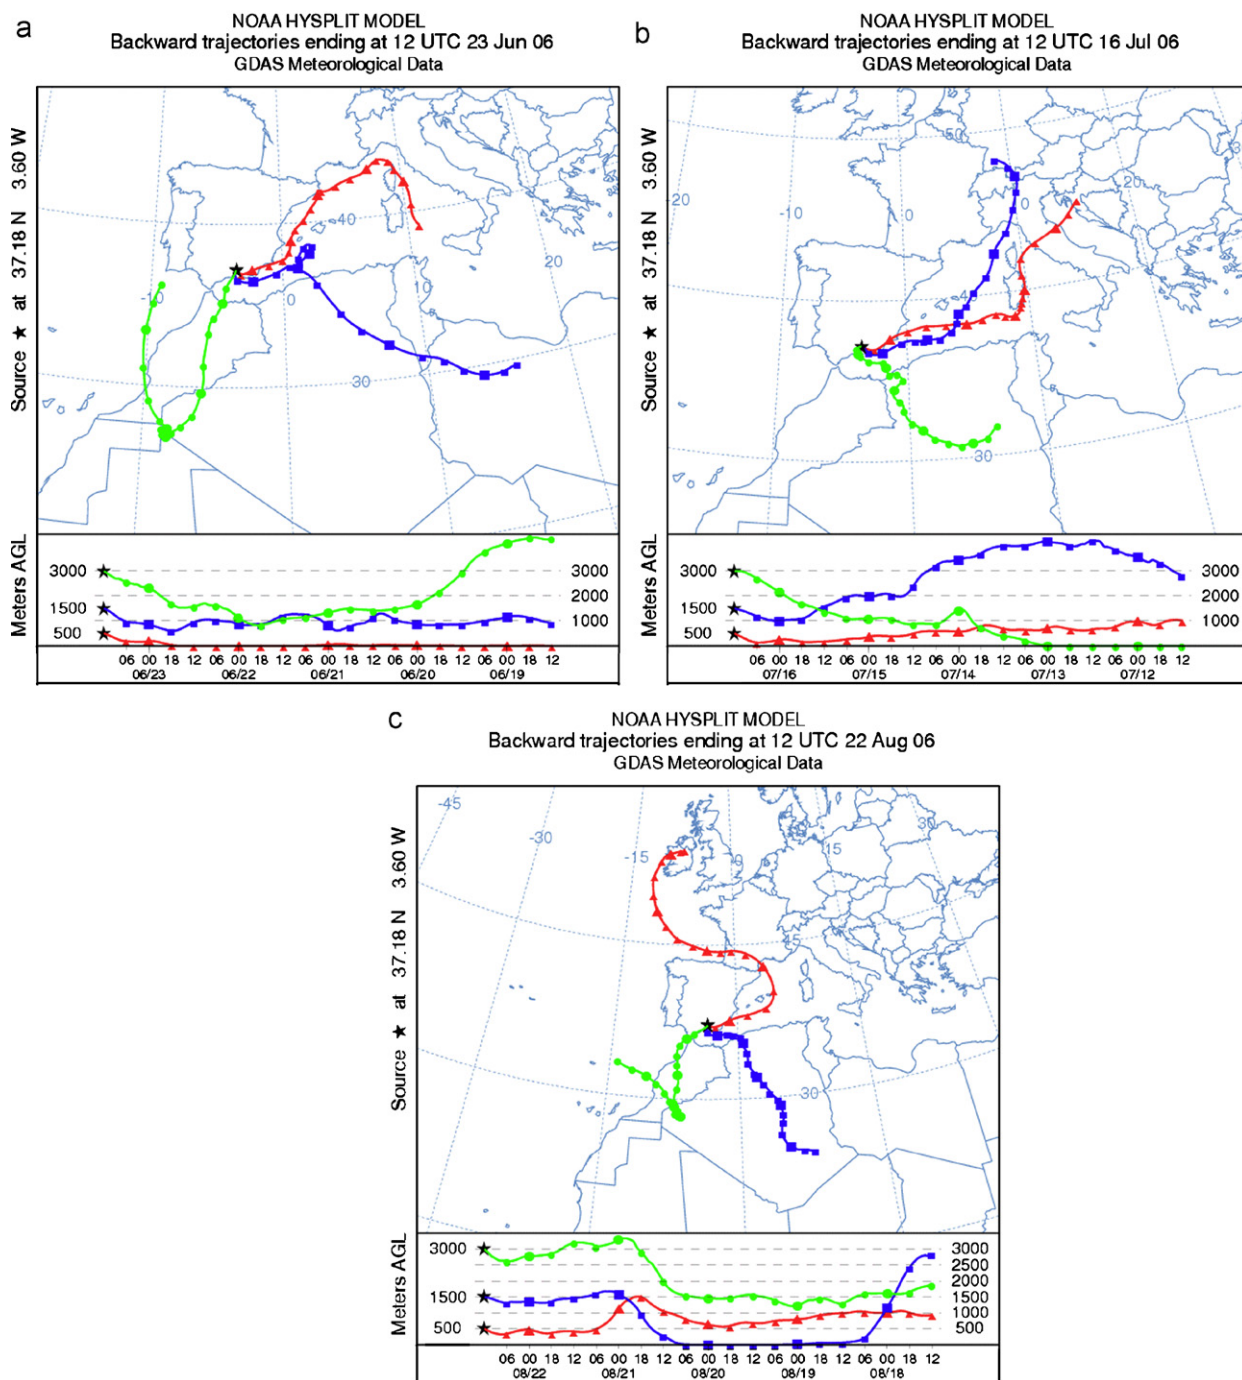 a
NOAA HYSPLIT MODEL
Backward trajectories ending at 12 UTC 23 Jun 06
GDAS Meteorological Data
Source ★ at 37.18 N 3.60 W
-40
-10
0
10
20
30
Meters AGL
3000 3000
2000
1500
1000
500
06 00 18 12 06 00 18 12 06 00 18 12 06 00 18 12 06 00 18 12
06/23 06/22 06/21 06/20 06/19
b
NOAA HYSPLIT MODEL
Backward trajectories ending at 12 UTC 16 Jul 06
GDAS Meteorological Data
Source ★ at 37.18 N 3.60 W
50
20
-10
0
0
20
-4
30
Meters AGL
3000 3000
2000
1500
1000
500
06 00 18 12 06 00 18 12 06 00 18 12 06 00 18 12 06 00 18 12
07/16 07/15 07/14 07/13 07/12
c
NOAA HYSPLIT MODEL
Backward trajectories ending at 12 UTC 22 Aug 06
GDAS Meteorological Data
Source ★ at 37.18 N 3.60 W
-45
-30
-15
0
15
30
45
30
Meters AGL
3000 3000
2500
2000
1500 1500
1000
500 500
06 00 18 12 06 00 18 12 06 00 18 12 06 00 18 12 06 00 18 12
08/22 08/21 08/20 08/19 08/18